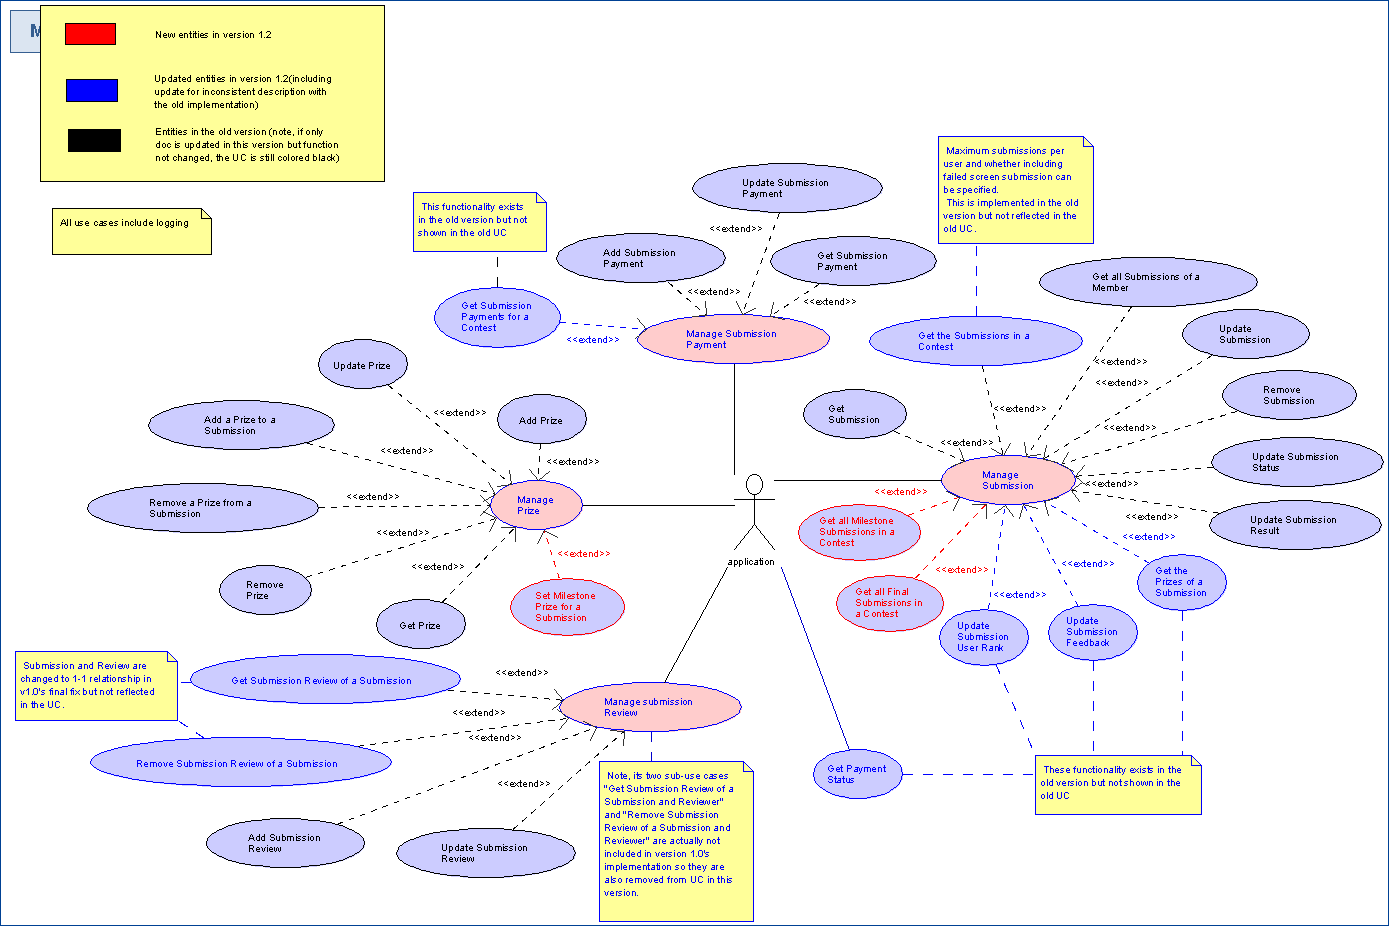 M
New entities in version 1.2
Updated entities in version 1.2(including
update for inconsistent description with
the old implementation)
Entities in the old version (note, if only
doc is updated in this version but function
not changed, the UC is still colored black)
All use cases include logging
This functionality exists
in the old version but not
shown in the old UC
Maximum submissions per
user and whether including
failed screen submission can
be specified.
This is implemented in the old
version but not reflected in the
old UC.
Update Submission
Payment
<<extend>>
Add Submission
Payment
Get Submission
Payment
<<extend>>
<<extend>>
Get Submission
Payments for a
Contest
<<extend>>
Manage Submission
Payment
Get all Submissions of a
Member
Get the Submissions in a
Contest
Update
Submission
<<extend>>
<<extend>>
Remove
Submission
<<extend>>
<<extend>>
Get
Submission
<<extend>>
Update Submission
Status
<<extend>>
Manage
Submission
Update Submission
Result
<<extend>>
Update Prize
<<extend>>
Add Prize
<<extend>>
Add a Prize to a
Submission
<<extend>>
Remove a Prize from a
Submission
<<extend>>
Manage
Prize
<<extend>>
Remove
Prize
<<extend>>
Get Prize
<<extend>>
Set Milestone
Prize for a
Submission
application
<<extend>>
Get all Milestone
Submissions in a
Contest
<<extend>>
Get all Final
Submissions in
a Contest
<<extend>>
Update
Submission
User Rank
<<extend>>
Update
Submission
Feedback
<<extend>>
Get the
Prizes of a
Submission
Submission and Review are
changed to 1-1 relationship in
v1.0's final fix but not reflected
in the UC.
Get Submission Review of a Submission
<<extend>>
Manage submission
Review
<<extend>>
<<extend>>
Remove Submission Review of a Submission
<<extend>>
Add Submission
Review
Update Submission
Review
Note, its two sub-use cases
"Get Submission Review of a
Submission and Reviewer"
and "Remove Submission
Review of a Submission and
Reviewer" are actually not
included in version 1.0's
implementation so they are
also removed from UC in this
version.
Get Payment
Status
These functionality exists in the
old version but not shown in the
old UC